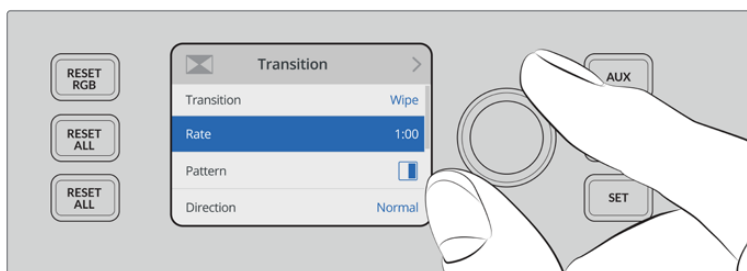 RESET
RGB
RESET
ALL
RESET
ALL
Transition
Transition Wipe
Rate 1:00
Pattern
Direction Normal
AUX
SET